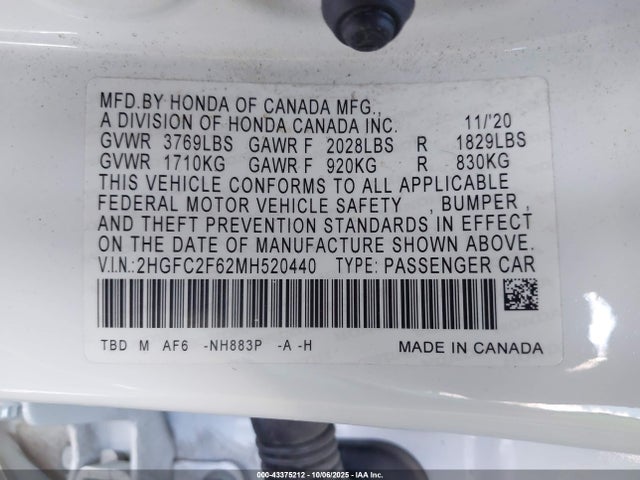 MFD.BY HONDA OF CANADA MFG.,
A DIVISION OF HONDA CANADA INC. 11/'20
GVWR 3769LBS GAWR F 2028LBS R 1829LBS
GVWR 1710KG GAWR F 920KG R 830KG
THIS VEHICLE CONFORMS TO ALL APPLICABLE
FEDERAL MOTOR VEHICLE SAFETY , BUMPER ,
AND THEFT PREVENTION STANDARDS IN EFFECT
ON THE DATE OF MANUFACTURE SHOWN ABOVE.
V.I.N.:2HGFC2F62MH520440 TYPE: PASSENGER CAR
TBD M AF6 -NH883P -A -H MADE IN CANADA
000-43375212 - 10/06/2025 - IAA Inc.